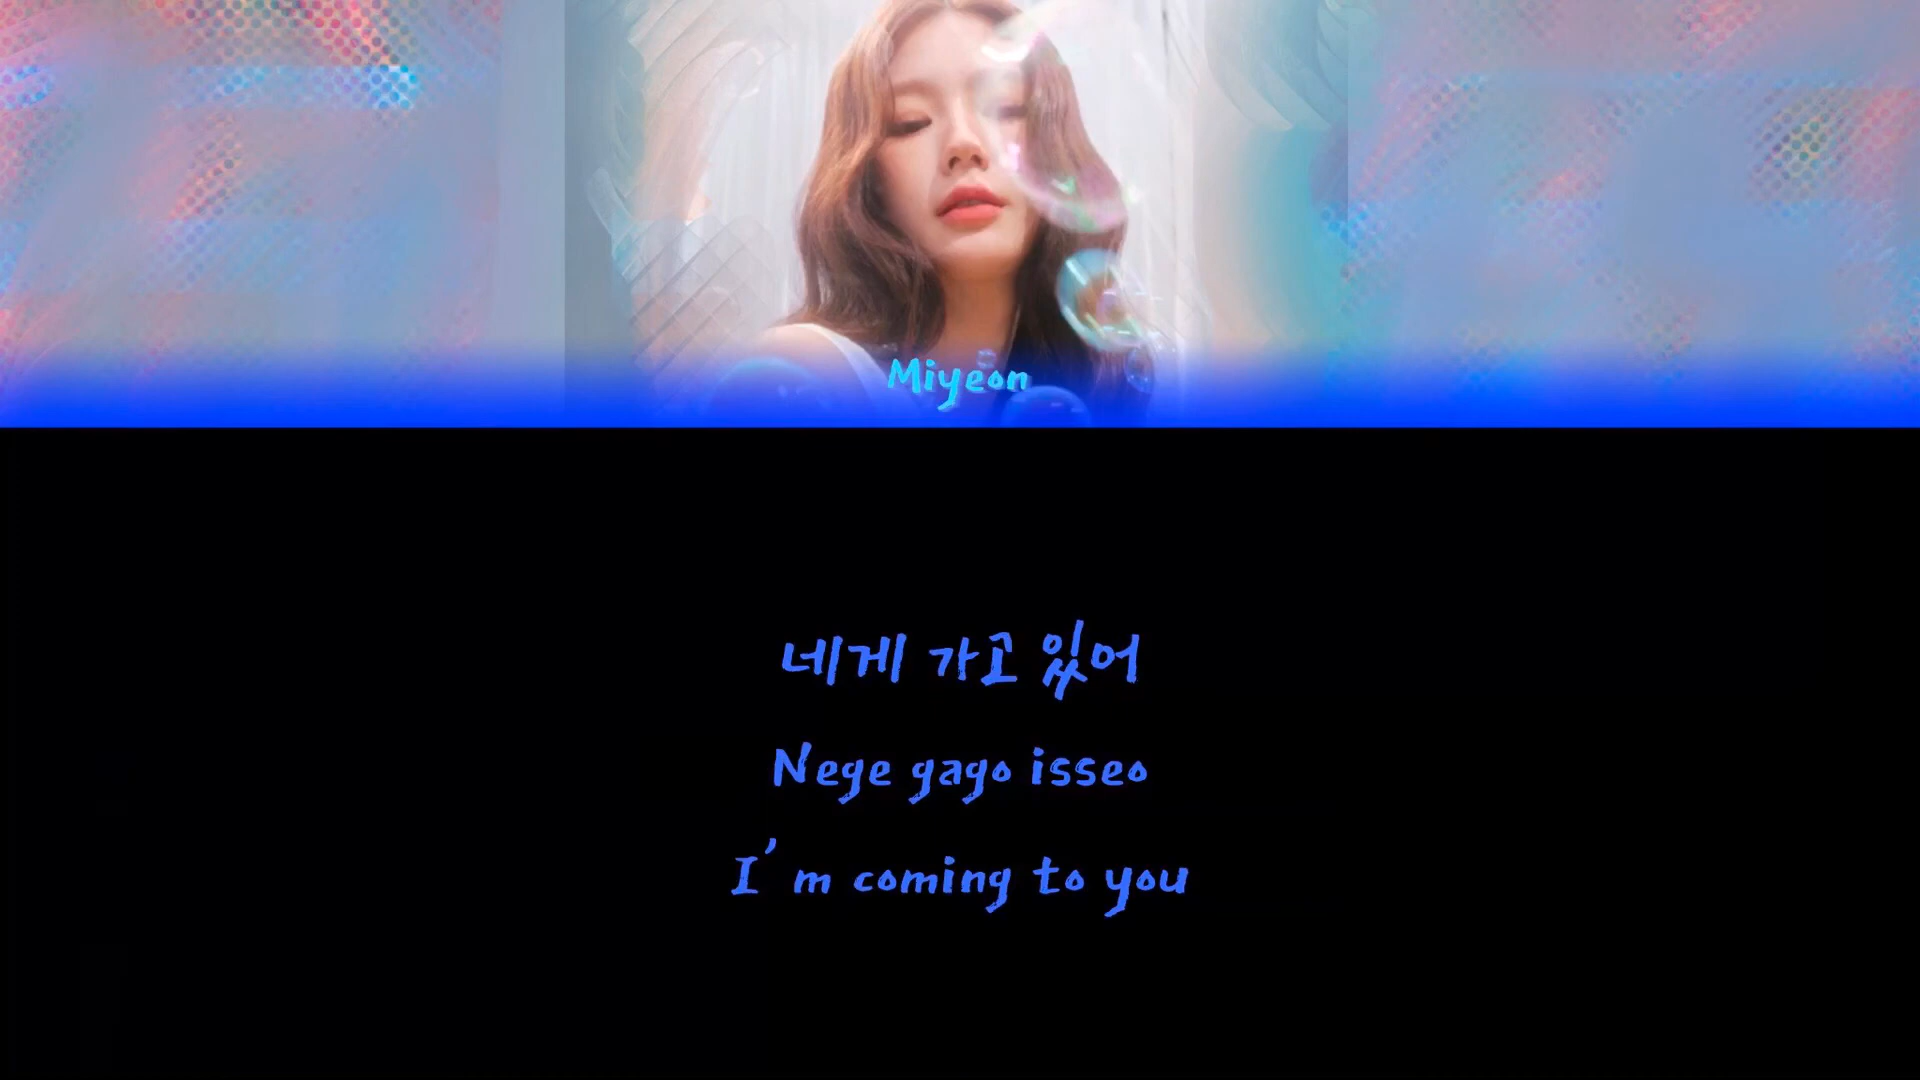 Miyeon
네게 가고 있어
Nege gago isseo
I'm coming to you